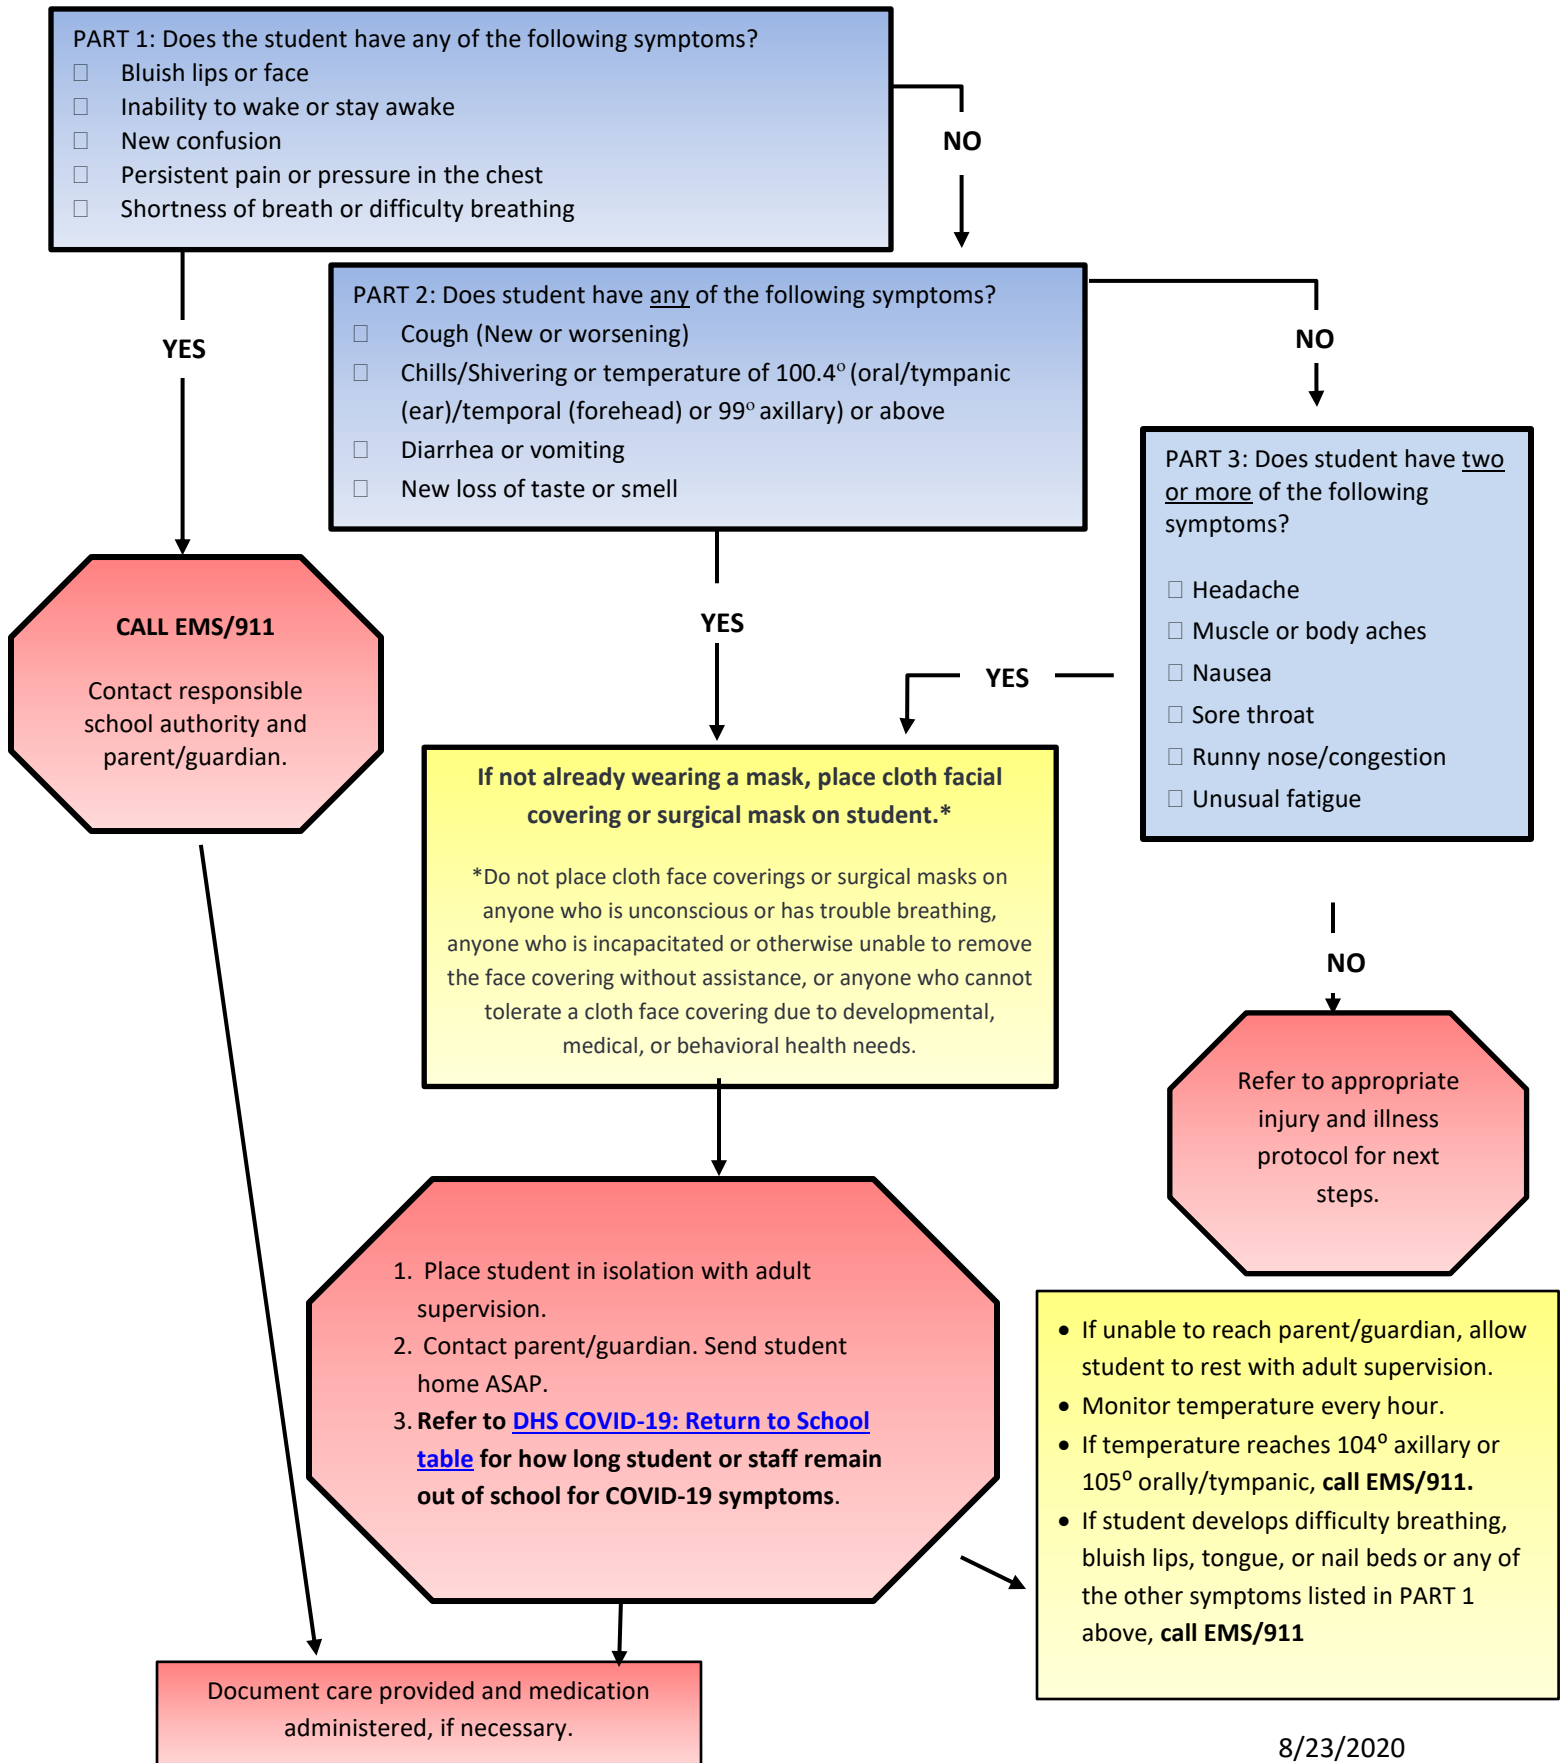 PART 1: Does the student have any of the following symptoms?
☐ Bluish lips or face
☐ Inability to wake or stay awake
☐ New confusion
☐ Persistent pain or pressure in the chest
☐ Shortness of breath or difficulty breathing
NO
YES
PART 2: Does student have any of the following symptoms?
☐ Cough (New or worsening)
☐ Chills/Shivering or temperature of 100.4° (oral/tympanic
(ear)/temporal (forehead) or 99° axillary) or above
☐ Diarrhea or vomiting
☐ New loss of taste or smell
NO
YES
PART 3: Does student have two
or more of the following
symptoms?
☐ Headache
☐ Muscle or body aches
☐ Nausea
☐ Sore throat
☐ Runny nose/congestion
☐ Unusual fatigue
YES
NO
CALL EMS/911
Contact responsible
school authority and
parent/guardian.
If not already wearing a mask, place cloth facial
covering or surgical mask on student.*
*Do not place cloth face coverings or surgical masks on
anyone who is unconscious or has trouble breathing,
anyone who is incapacitated or otherwise unable to remove
the face covering without assistance, or anyone who cannot
tolerate a cloth face covering due to developmental,
medical, or behavioral health needs.
Refer to appropriate
injury and illness
protocol for next
steps.
1. Place student in isolation with adult
supervision.
2. Contact parent/guardian. Send student
home ASAP.
3. Refer to DHS COVID-19: Return to School
table for how long student or staff remain
out of school for COVID-19 symptoms.
• If unable to reach parent/guardian, allow
student to rest with adult supervision.
• Monitor temperature every hour.
• If temperature reaches 104° axillary or
105° orally/tympanic, call EMS/911.
• If student develops difficulty breathing,
bluish lips, tongue, or nail beds or any of
the other symptoms listed in PART 1
above, call EMS/911
Document care provided and medication
administered, if necessary.
8/23/2020